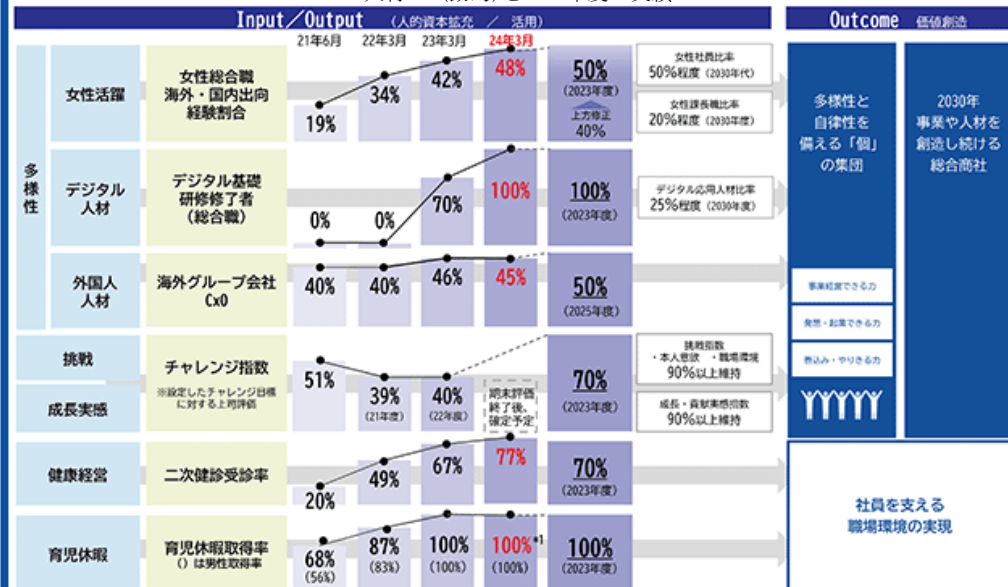 Input／Output （人的資本拡充 ／ 活用）
Outcome 価値創造
21年6月 22年3月 23年3月 24年3月
多様性
女性活躍
女性総合職
海外・国内出向
経験割合
19%
34%
42%
48%
50%
(2023年度)
上方修正
40%
女性社員比率
50%程度（2030年代）
女性課長職比率
20%程度（2030年度）
デジタル
人材
デジタル基礎
研修修了者
（総合職）
0%
0%
70%
100%
100%
(2023年度)
デジタル応用人材比率
25%程度（2030年度）
外国人
人材
海外グループ会社
CxO
40%
40%
46%
45%
50%
(2025年度)
挑戦
成長実感
チャレンジ指数
※設定したチャレンジ目標
に対する上司評価
51%
39%
(21年度)
40%
(22年度)
期末評価
終了後、
確定予定
70%
(2023年度)
挑戦指数
・本人意欲 ・職場環境
90%以上維持
成長・貢献実感指数
90%以上維持
健康経営
二次健診受診率
20%
49%
67%
77%
70%
(2023年度)
育児休暇
育児休暇取得率
（）は男性取得率
68%
(56%)
87%
(83%)
100%
(100%)
100%*1
(100%)
100%
(2023年度)
多様性と
自律性を
備える「個」
の集団
事業経営できる力
発想・起業できる力
巻込み・やりきる力
2030年
事業や人材を
創造し続ける
総合商社
社員を支える
職場環境の実現